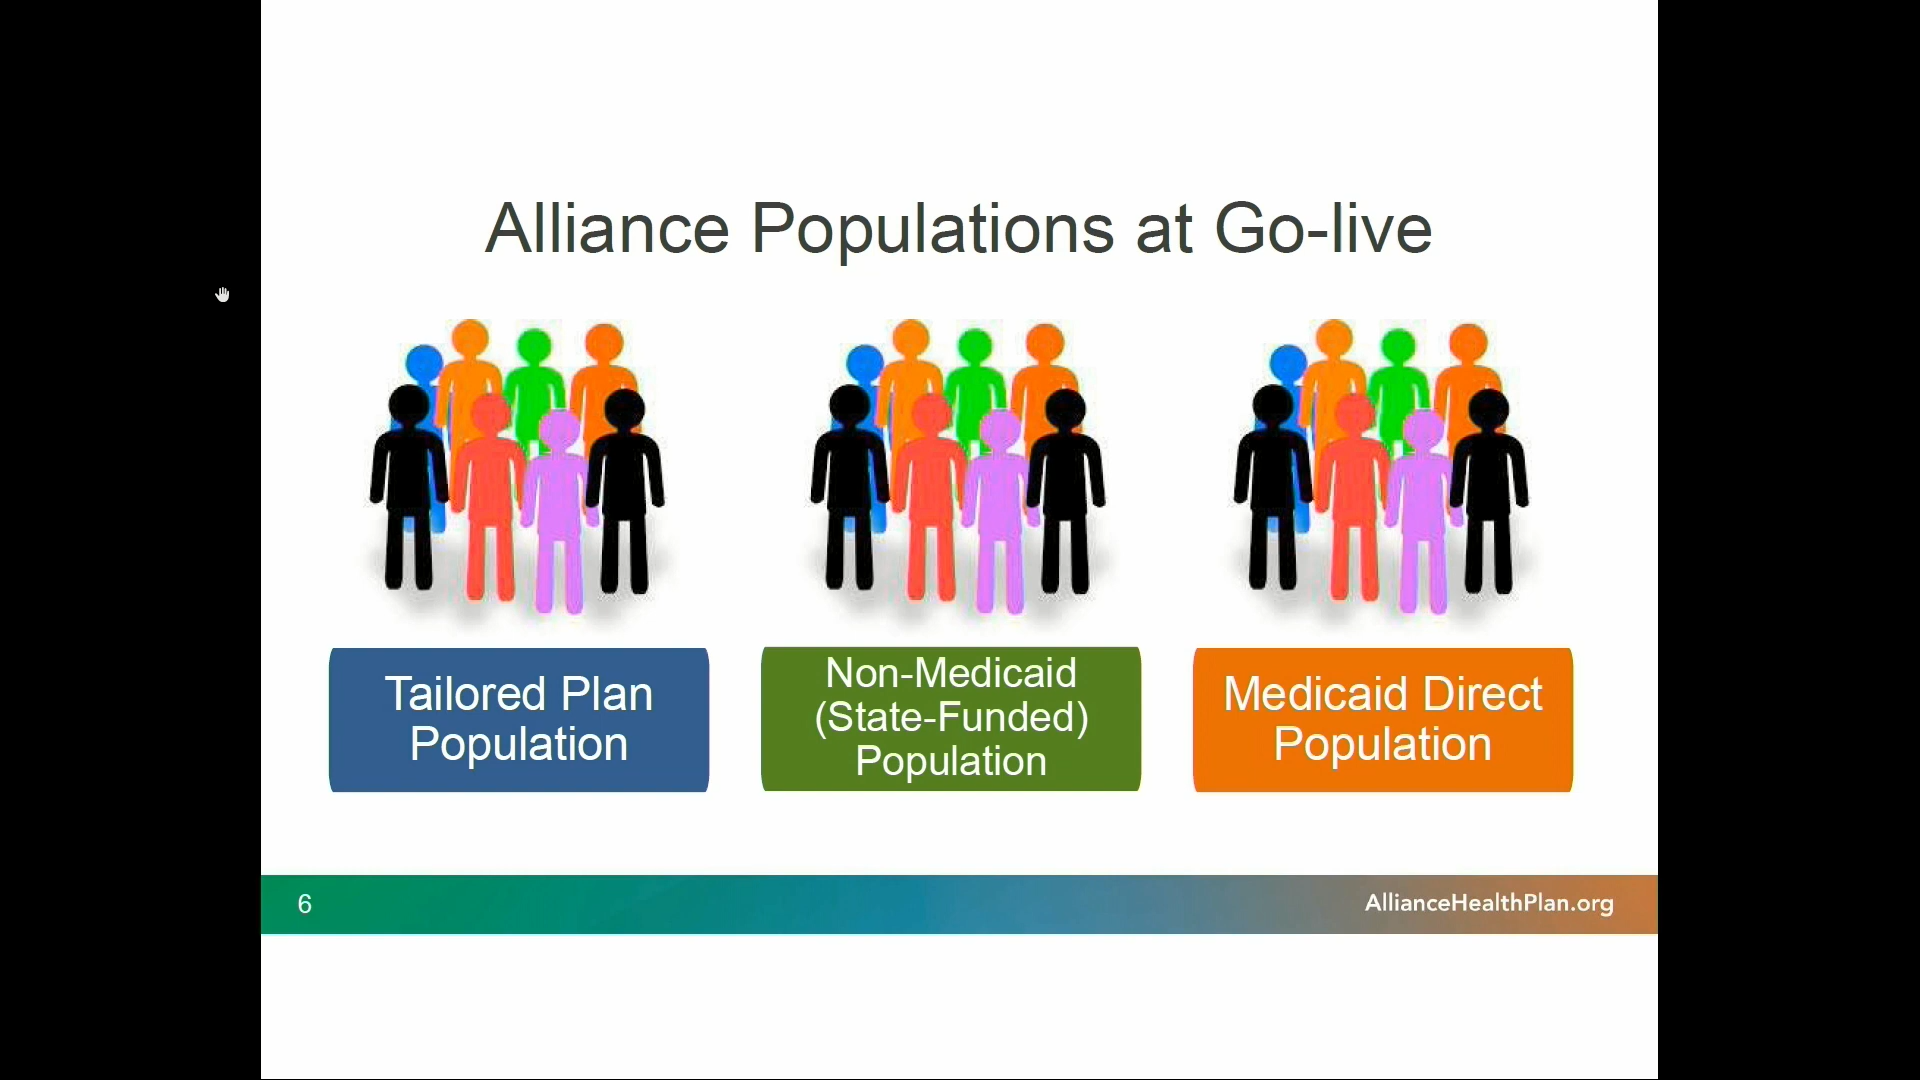 Alliance Populations at Go-live
Tailored Plan
Population
Non-Medicaid
(State-Funded)
Population
Medicaid Direct
Population
6
AllianceHealthPlan.org